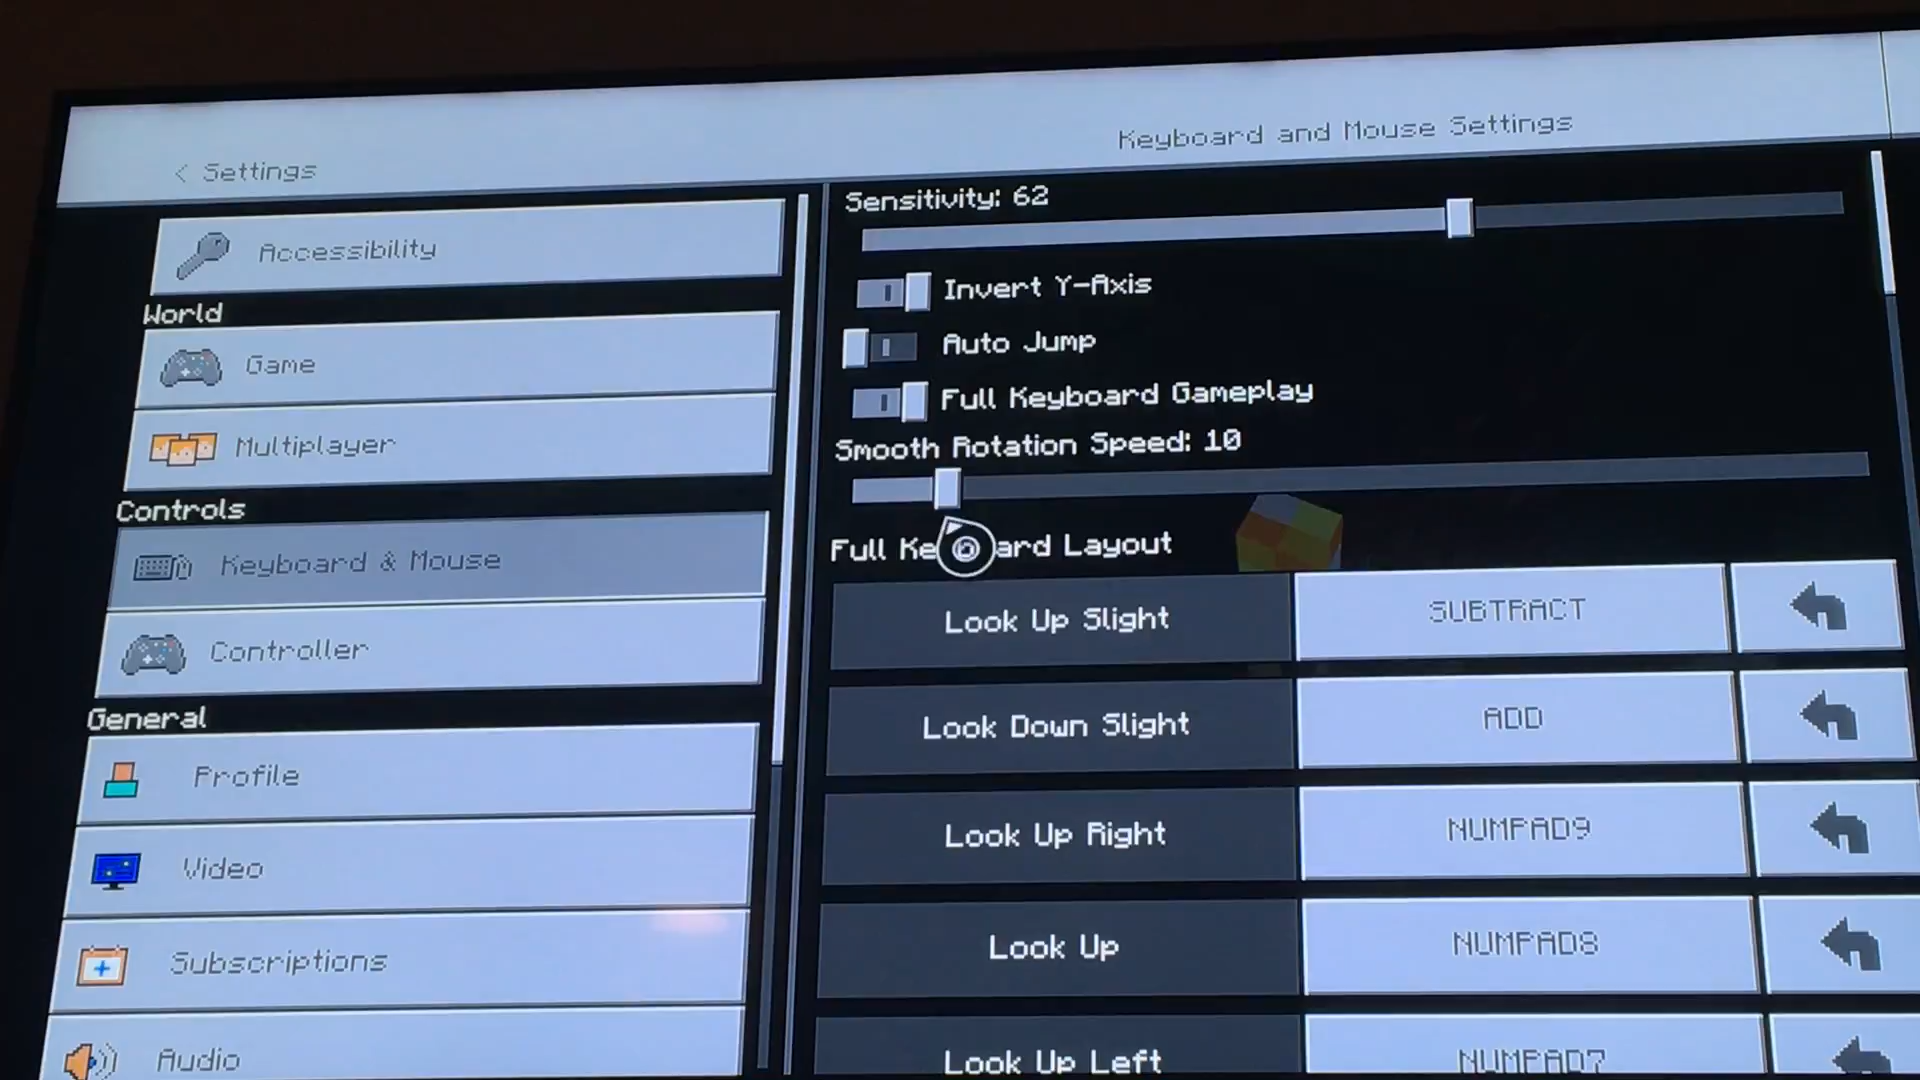 Keyboard and Mouse Settings
< Settings
Accessibility
World
Game
Multiplayer
Controls
Keyboard & Mouse
Controller
General
Profile
Video
Subscriptions
Audio
Sensitivity: 62
Invert Y-Axis
Auto Jump
Full Keyboard Gameplay
Smooth Rotation Speed: 10
Full Ke ard Layout
Look Up Slight SUBTRACT
Look Down Slight ADD
Look Up Right NUMPAD9
Look Up NUMPAD8
Look Up Left NUMPAD7